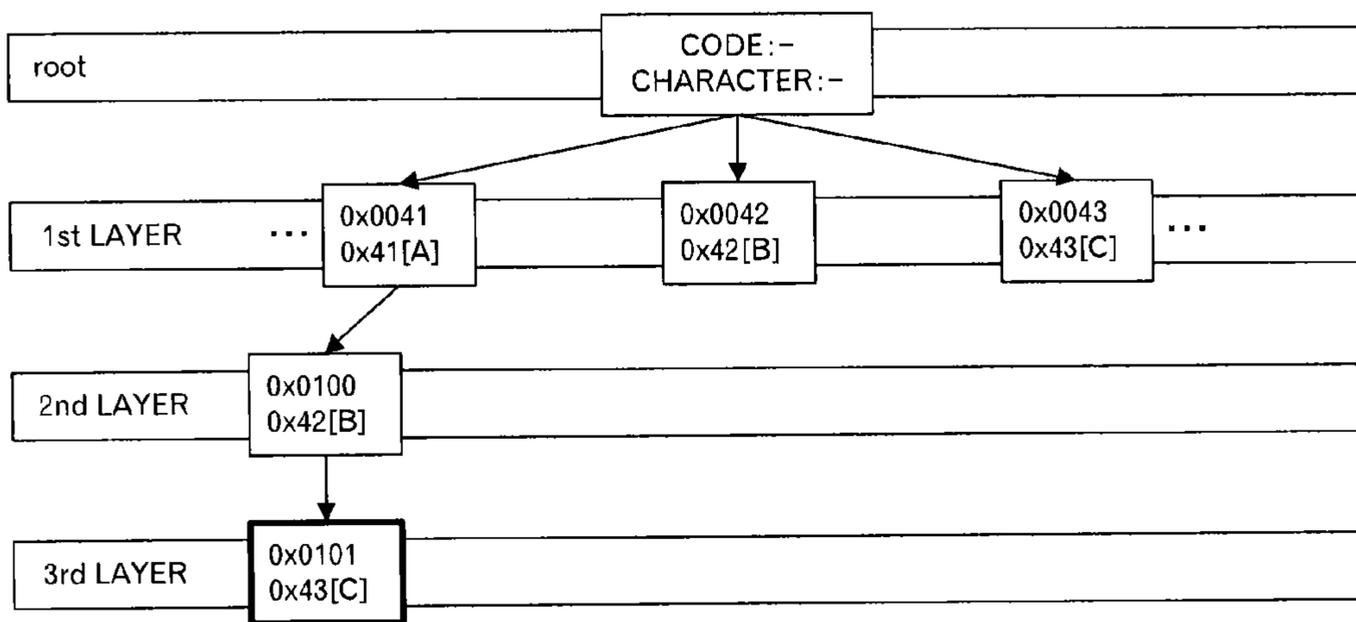 CODE:-
CHARACTER:-
root
0x0041
0x41[A]
0x0042
0x42[B]
0x0043
0x43[C]
1st LAYER
...
...
0x0100
0x42[B]
2nd LAYER
0x0101
0x43[C]
3rd LAYER